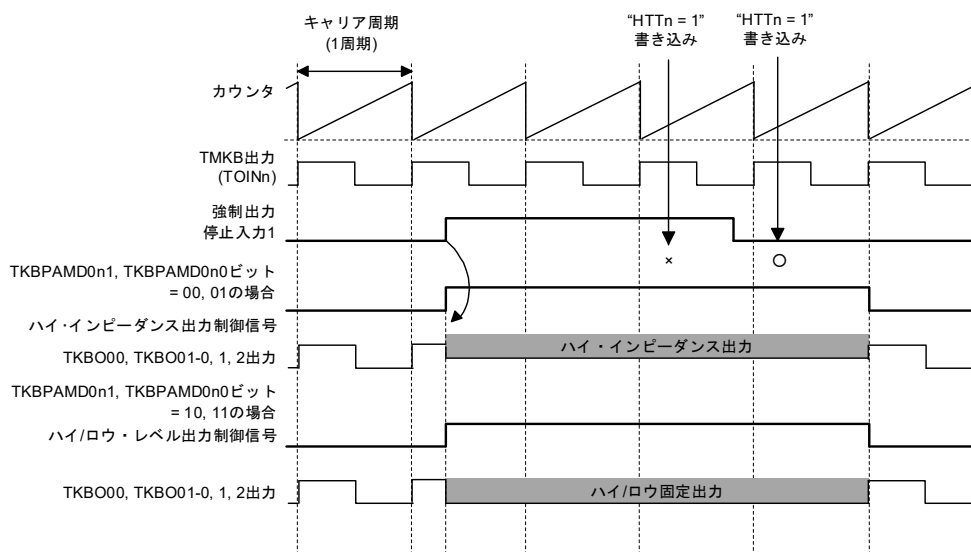 キャリア周期
(1周期)
“HTTn = 1”
書き込み
“HTTn = 1”
書き込み
カウンタ
TMKB出力
(TOINn)
強制出力
停止入力1
×
○
TKBPAMD0n1, TKBPAMD0n0ビット
= 00, 01の場合
ハイ・インピーダンス出力制御信号
ハイ・インピーダンス出力
TKBO00, TKBO01-0, 1, 2出力
TKBPAMD0n1, TKBPAMD0n0ビット
= 10, 11の場合
ハイ/ロウ・レベル出力制御信号
TKBO00, TKBO01-0, 1, 2出力
ハイ/ロウ固定出力